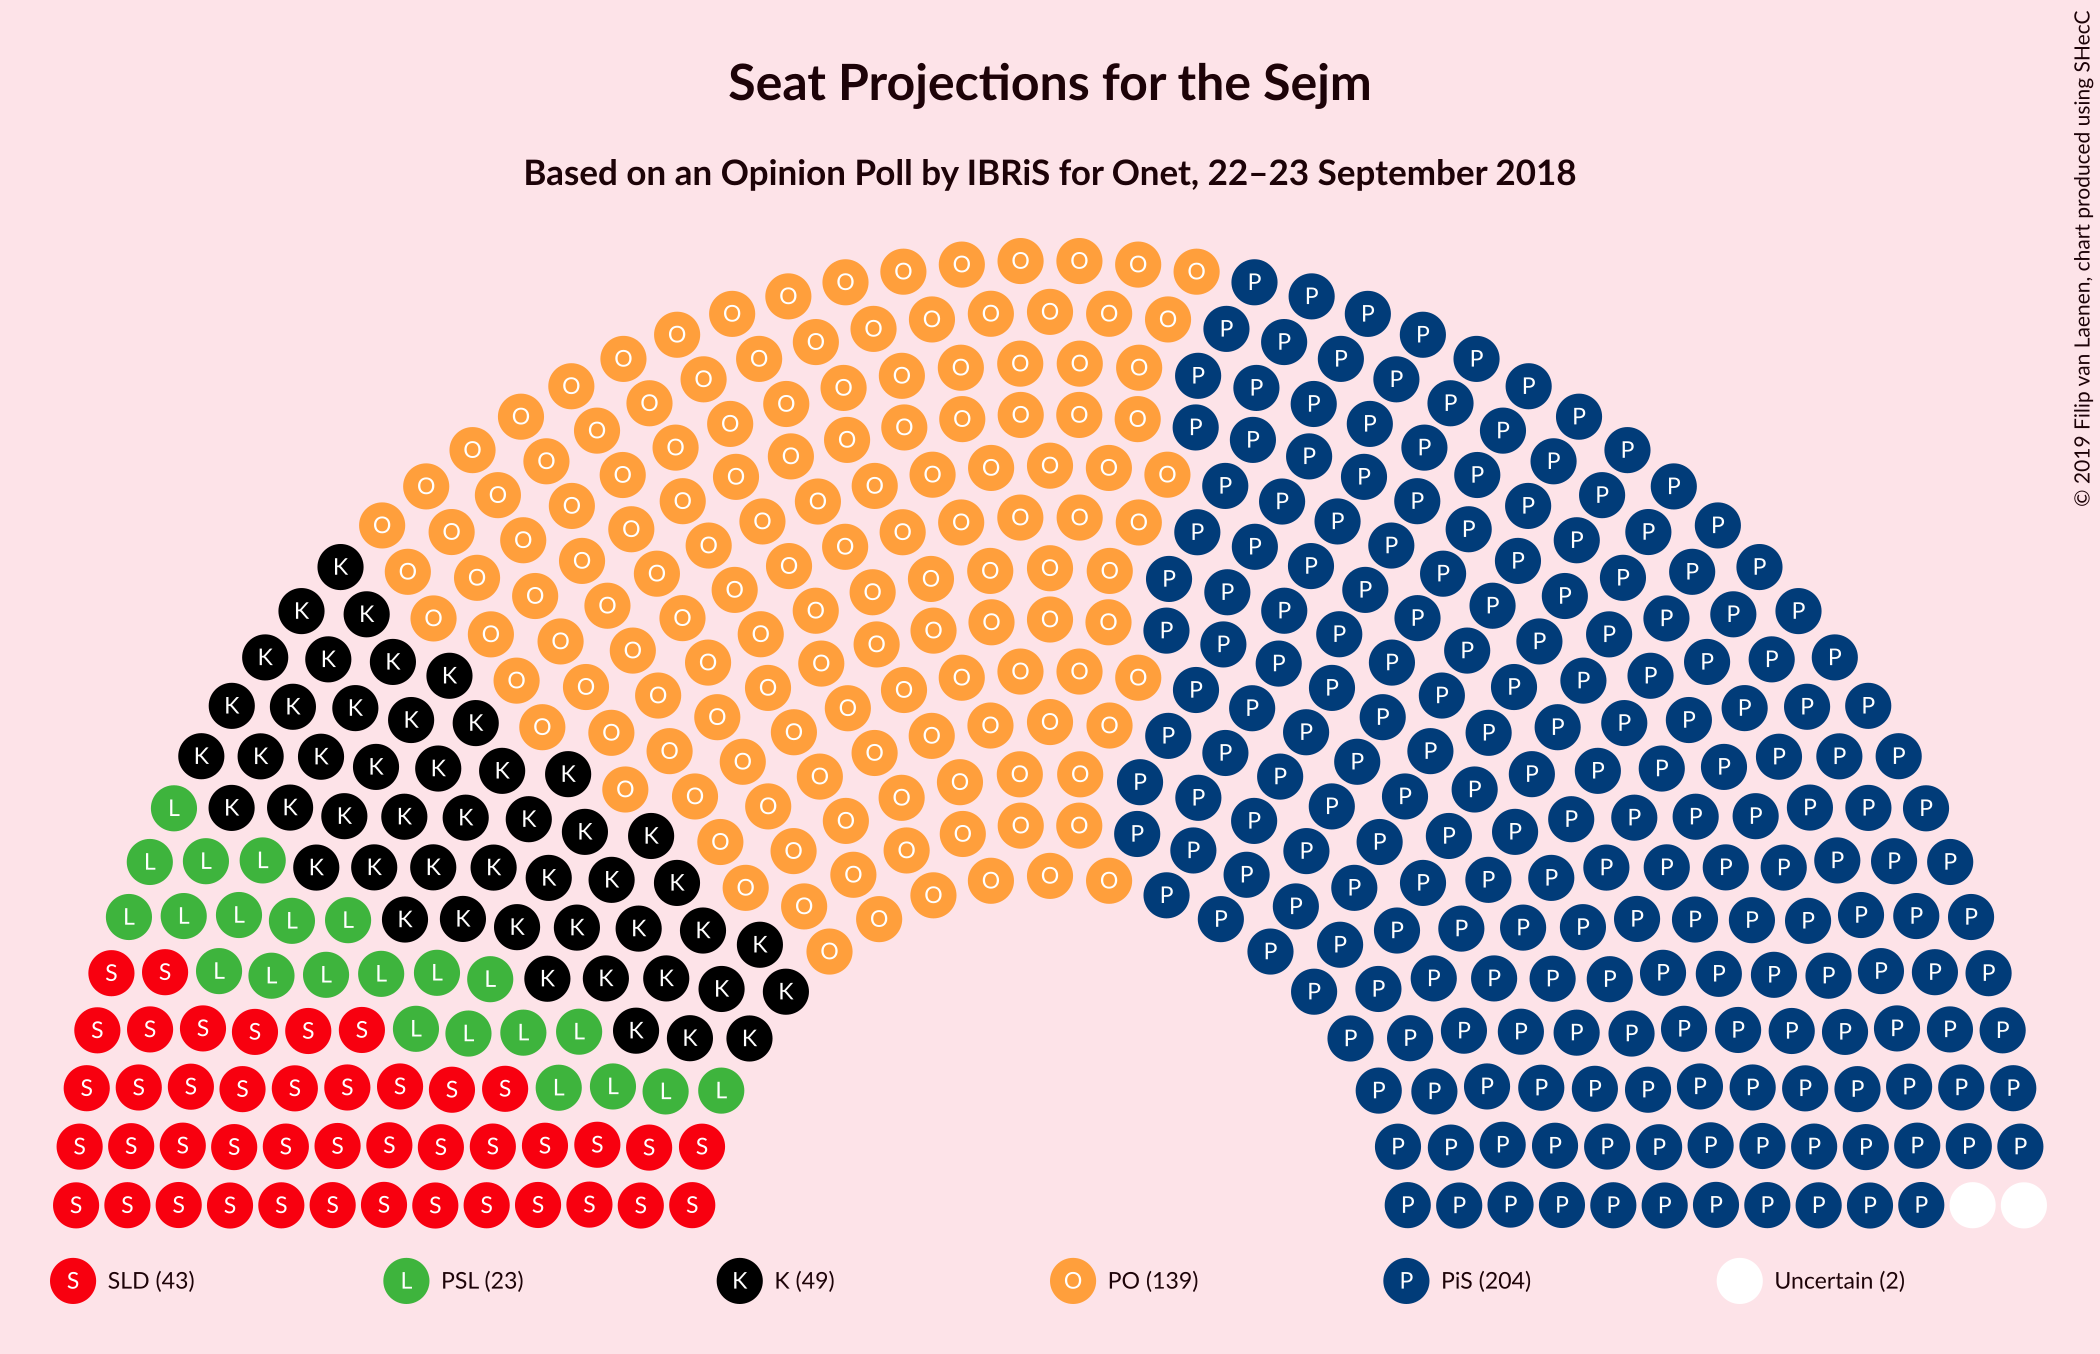 Seat Projections for the Sejm
Based on an Opinion Poll by IBRiS for Onet, 22–23 September 2018
© 2019 Filip van Laenen, chart produced using SHecC
S SLD (43) L PSL (23) K K (49) O PO (139) P PiS (204) Uncertain (2)